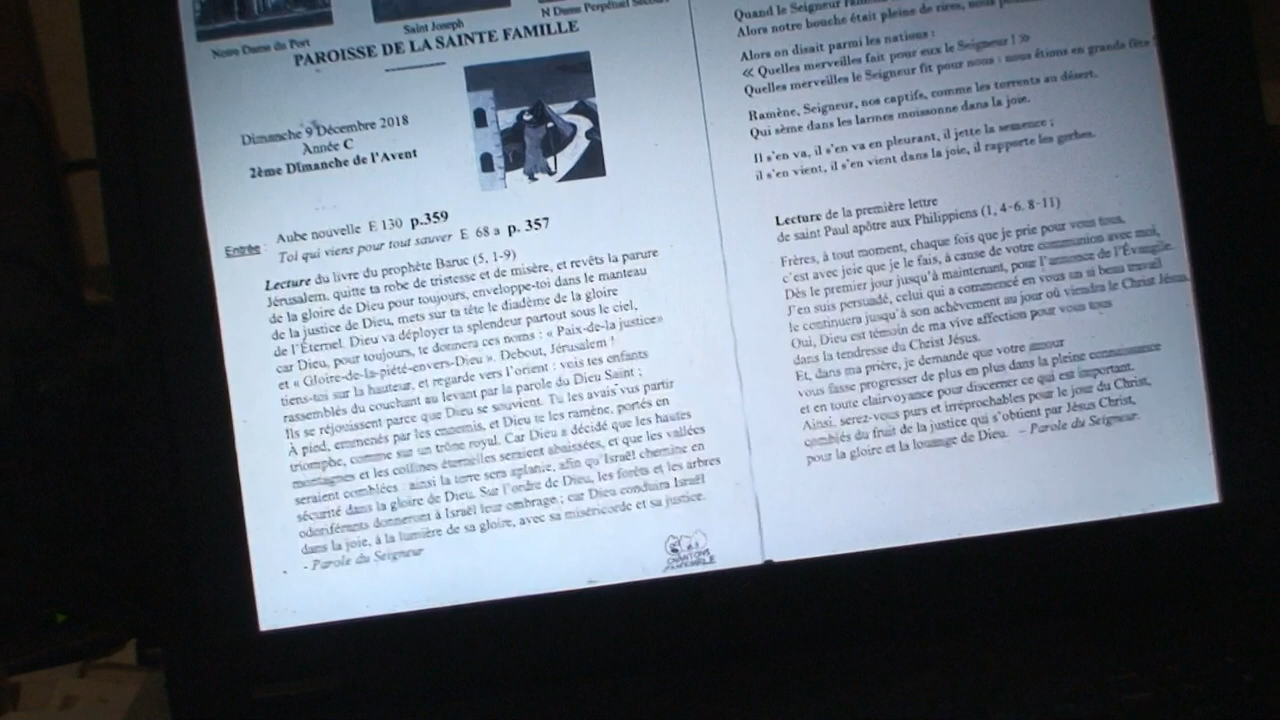 Notre Dame du Port
Saint Joseph
N Dame Perpétuel Secours
PAROISSE DE LA SAINTE FAMILLE
Dimanche 9 Décembre 2018
Année C
2ème Dimanche de l'Avent
Entrée : Aube nouvelle E 130 p.359
Toi qui viens pour tout sauver E 68 a p. 357
Lecture du livre du prophète Baruc (5, 1-9)
Jérusalem, quitte ta robe de tristesse et de misère, et revêts la parure
de la gloire de Dieu pour toujours, enveloppe-toi dans le manteau
de la justice de Dieu, mets sur ta tête le diadème de la gloire
de l'Éternel. Dieu va déployer ta splendeur partout sous le ciel,
car Dieu, pour toujours, te donnera ces noms : « Paix-de-la-justice»
et « Gloire-de-la-piété-envers-Dieu ». Debout, Jérusalem !
tiens-toi sur la hauteur, et regarde vers l'orient : vois tes enfants
rassemblés du couchant au levant par la parole du Dieu Saint ;
Ils se réjouissent parce que Dieu se souvient. Tu les avais vus partir
À pied, emmenés par les ennemis, et Dieu te les ramène, portés en
triomphe, comme sur un trône royal. Car Dieu a décidé que les hautes
montagnes et les collines éternelles seraient abaissées, et que les vallées
seraient comblées ainsi la terre sera aplanie, afin qu'Israël chemine en
sécurité dans la gloire de Dieu. Sur l'ordre de Dieu, les forêts et les arbres
odoriférants donneront à Israël leur ombrage ; car Dieu conduira Israël
dans la joie, à la lumière de sa gloire, avec sa miséricorde et sa justice.
- Parole du Seigneur
CHANTONS
EN FAMILLE
Quand le Seigneur
Alors notre bouche était pleine de rires, nous
Alors on disait parmi les nations :
« Quelles merveilles fait pour eux le Seigneur ! »
Quelles merveilles le Seigneur fit pour nous : nous étions en grande fête
Ramène, Seigneur, nos captifs, comme les torrents au désert.
Qui sème dans les larmes moissonne dans la joie.
Il s'en va, il s'en va en pleurant, il jette la semence ;
il s'en vient, il s'en vient dans la joie, il rapporte les gerbes.
Lecture de la première lettre
de saint Paul apôtre aux Philippiens (1, 4-6. 8-11)
Frères, à tout moment, chaque fois que je prie pour vous tous,
c'est avec joie que je le fais, à cause de votre communion avec moi,
Dès le premier jour jusqu'à maintenant, pour l'annonce de l'Évangile.
J'en suis persuadé, celui qui a commencé en vous un si beau travail
le continuera jusqu'à son achèvement au jour où viendra le Christ Jésus.
Oui, Dieu est témoin de ma vive affection pour vous tous
dans la tendresse du Christ Jésus.
Et, dans ma prière, je demande que votre amour
vous fasse progresser de plus en plus dans la pleine connaissance
et en toute clairvoyance pour discerner ce qui est important.
Ainsi, serez-vous purs et irréprochables pour le jour du Christ,
comblés du fruit de la justice qui s'obtient par Jésus Christ,
pour la gloire et la louange de Dieu. – Parole du Seigneur.